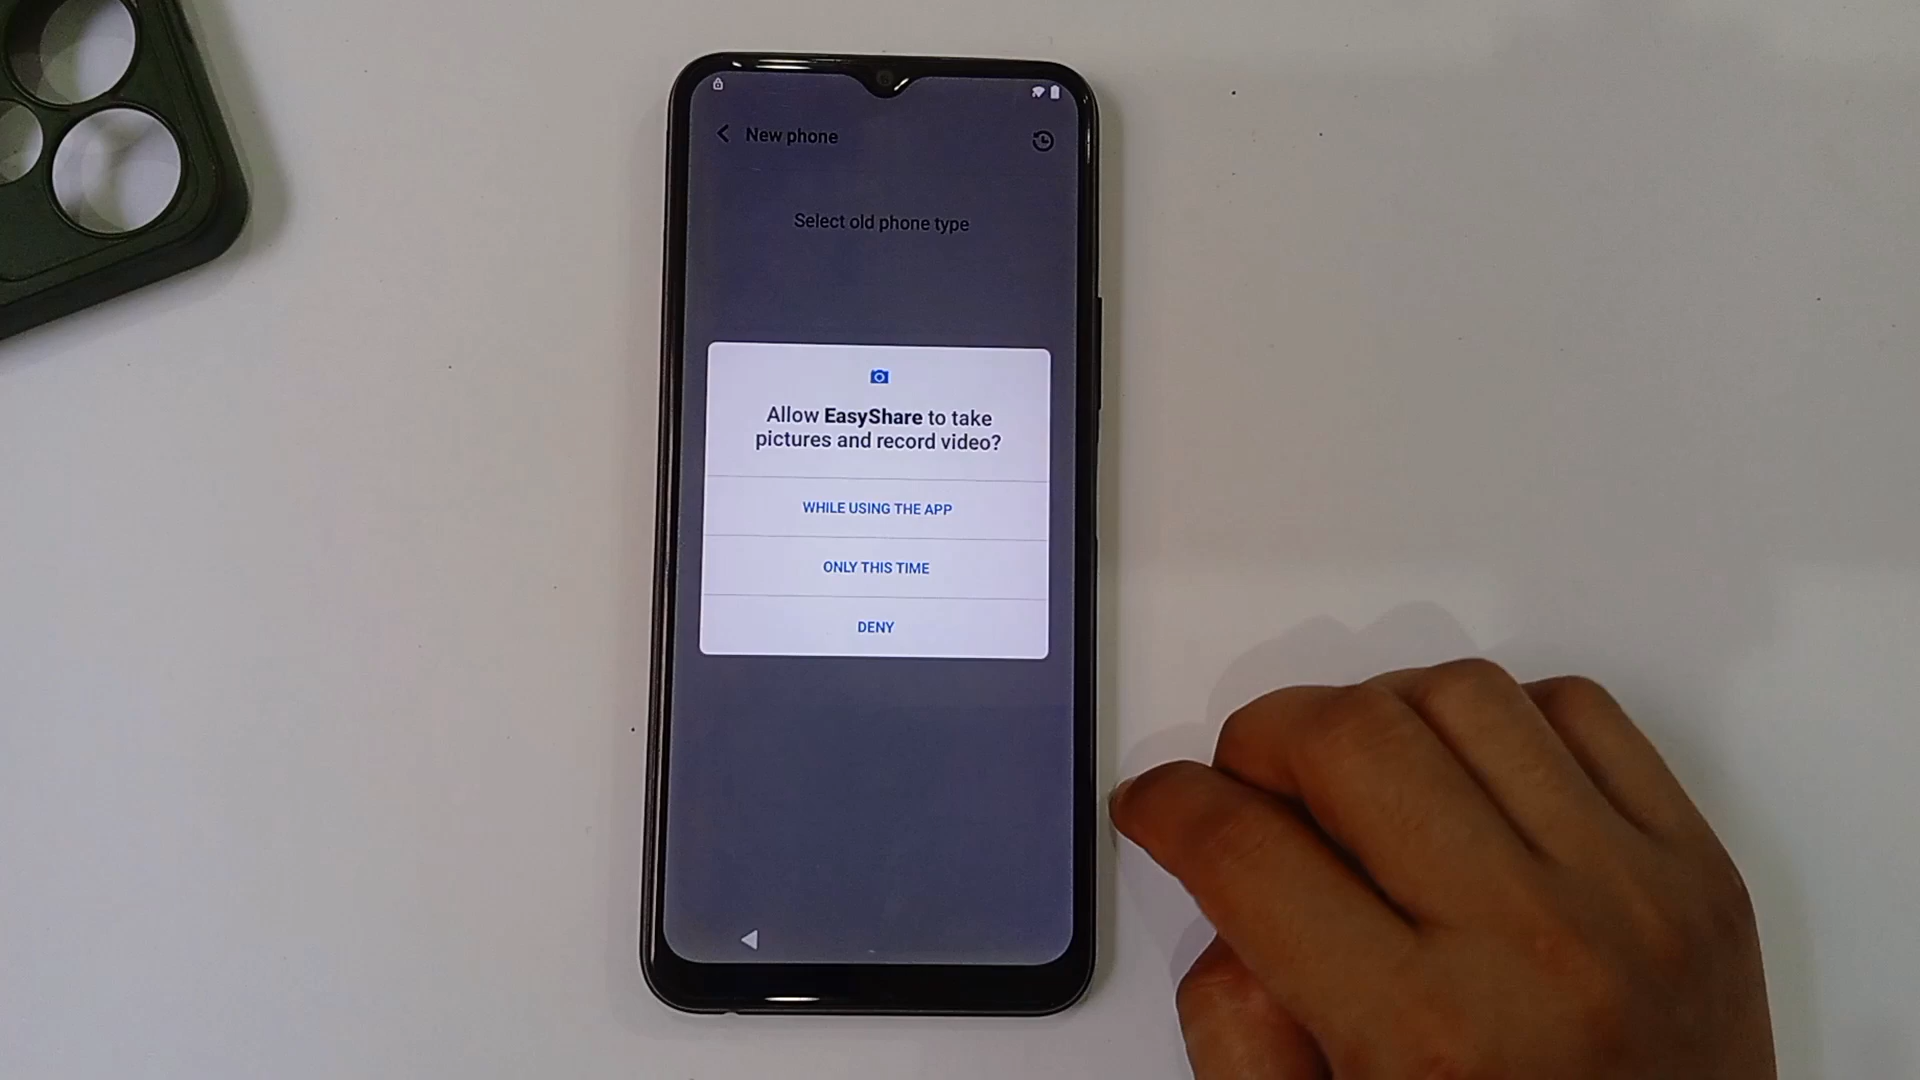 New phone
Select old phone type
Allow EasyShare to take
pictures and record video?
WHILE USING THE APP
ONLY THIS TIME
DENY